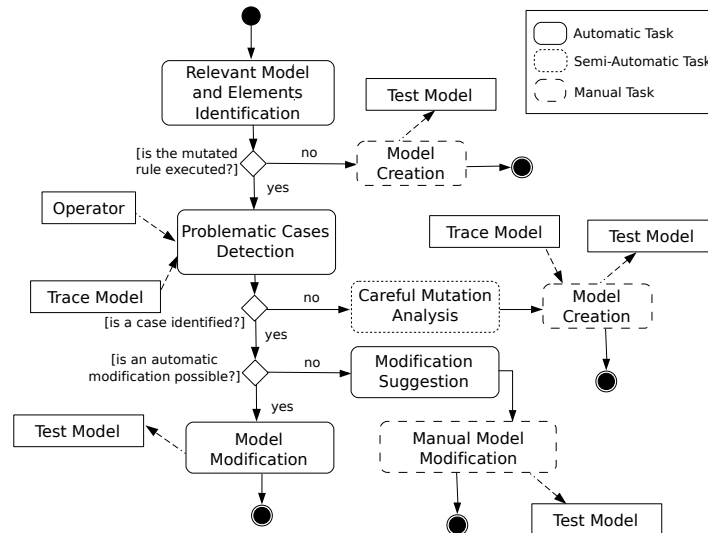 Automatic Task
Semi-Automatic Task
Manual Task
Relevant Model
and Elements
Identification
Test Model
[is the mutated
rule executed?]
no
Model
Creation
yes
Operator
Problematic Cases
Detection
Trace Model
Test Model
Trace Model
no
Careful Mutation
Analysis
Model
Creation
[is a case identified?]
yes
[is an automatic
modification possible?]
no
Modification
Suggestion
yes
Test Model
Model
Modification
Manual Model
Modification
Test Model